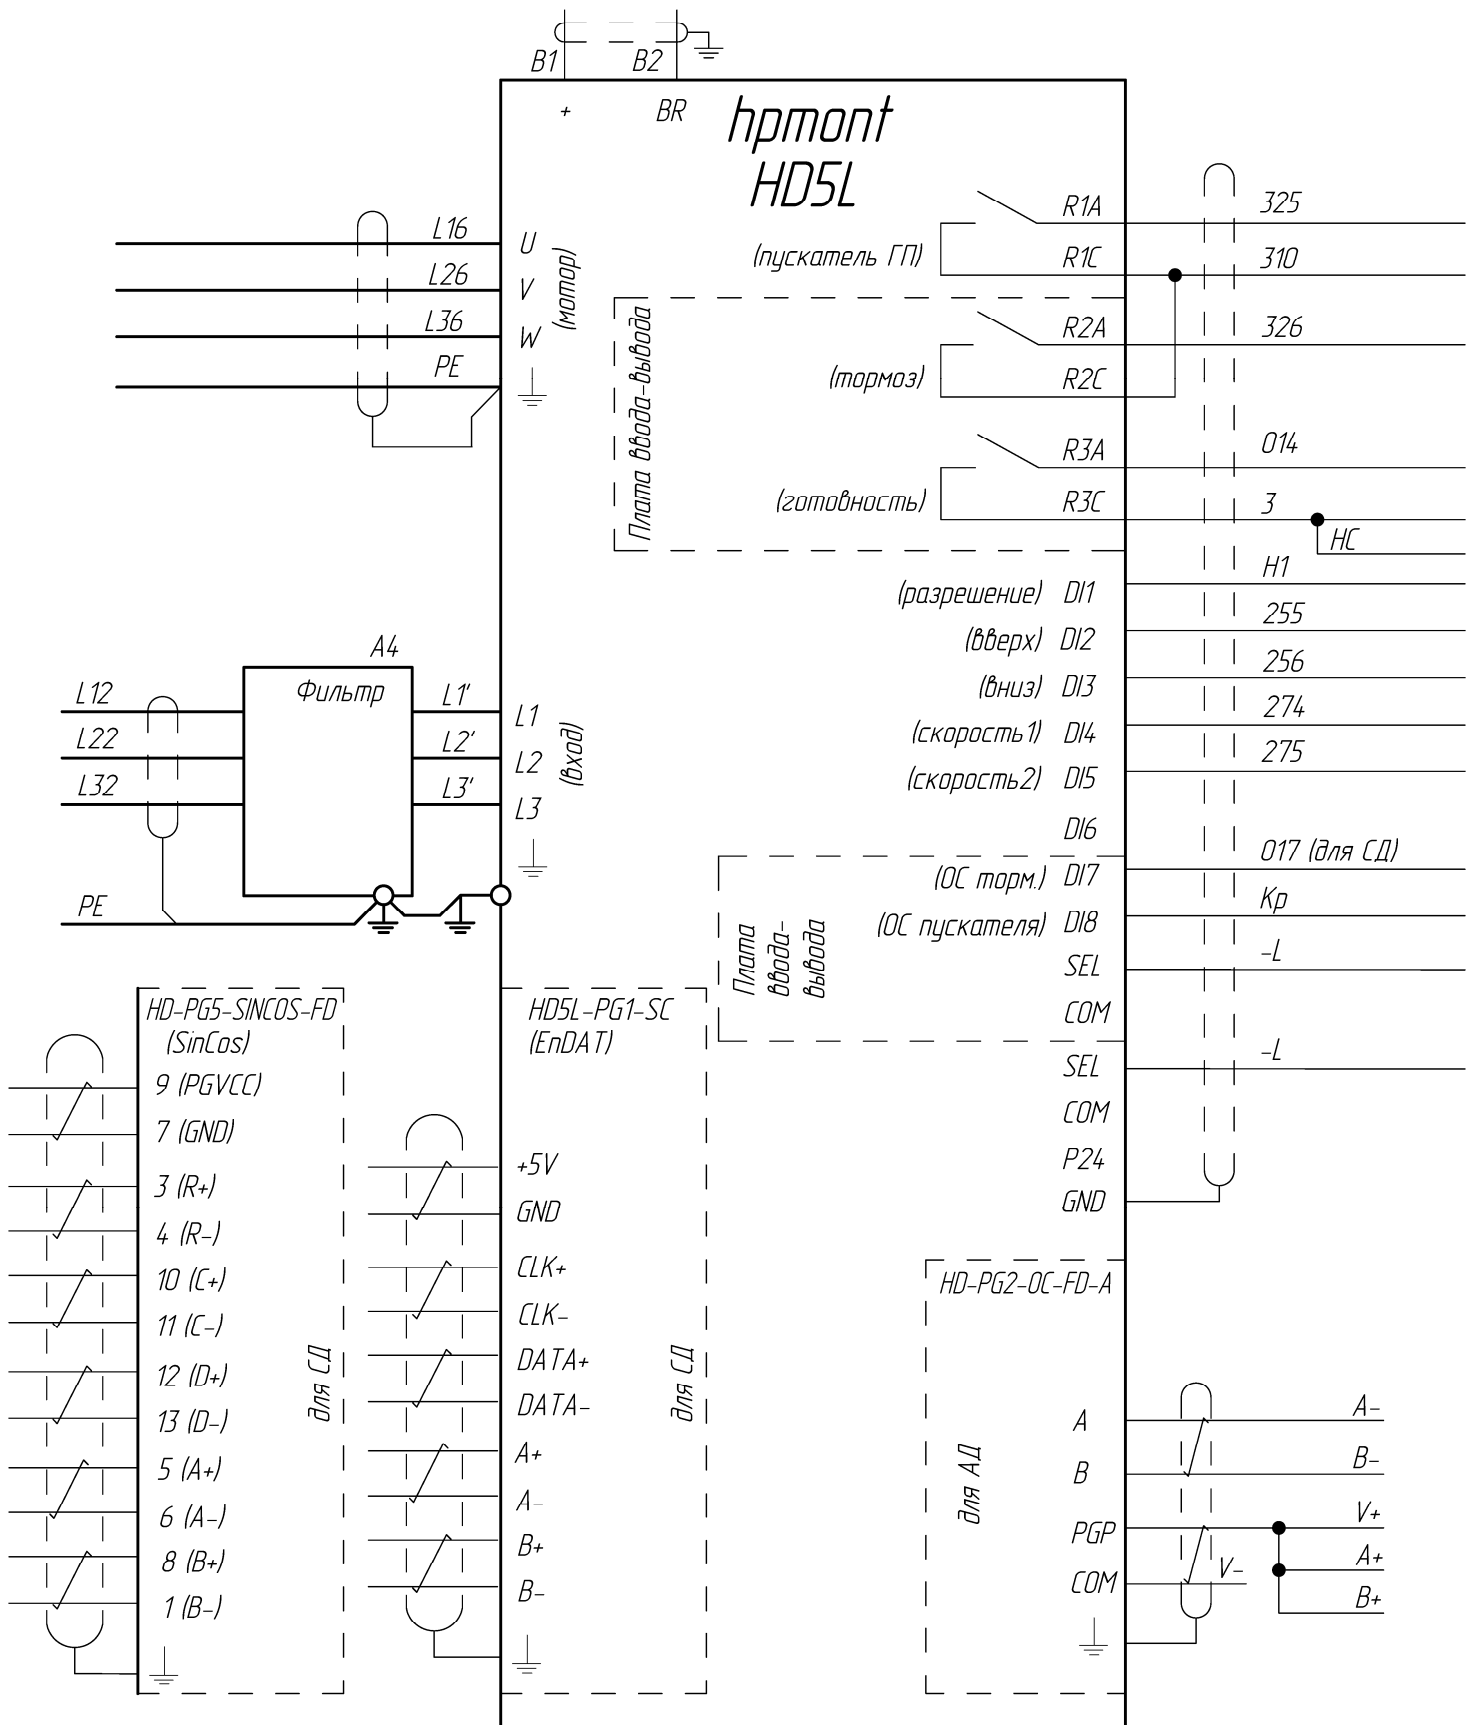 B1
B2
+
BR
hpmont
HD5L
L16
U
L26
V
L36
W
PE
(мотор)
R1A
325
(пускатель ГП)
R1C
310
Плата ввода-вывода
R2A
326
(тормоз)
R2C
R3A
014
(готовность)
R3C
3
НС
(разрешение)
DI1
Н1
(вверх)
DI2
255
(вниз)
DI3
256
(скорость1)
DI4
274
(скорость2)
DI5
275
DI6
A4
Фильтр
L12
L1'
L1
L22
L2'
L2
L32
L3'
L3
(вход)
PE
Плата
ввода-
вывода
(ОС торм.)
DI7
017 (для СД)
(ОС пускателя)
DI8
Кр
SEL
-L
COM
SEL
-L
COM
P24
GND
HD-PG5-SINCOS-FD
(SinCos)
9 (PGVCC)
7 (GND)
3 (R+)
4 (R-)
10 (C+)
11 (C-)
12 (D+)
13 (D-)
5 (A+)
6 (A-)
8 (B+)
1 (B-)
для СД
HD5L-PG1-SC
(EnDAT)
+5V
GND
CLK+
CLK-
DATA+
DATA-
A+
A-
B+
B-
для СД
HD-PG2-OC-FD-A
для АД
A
A-
B
B-
PGP
V+
A+
COM
V-
B+